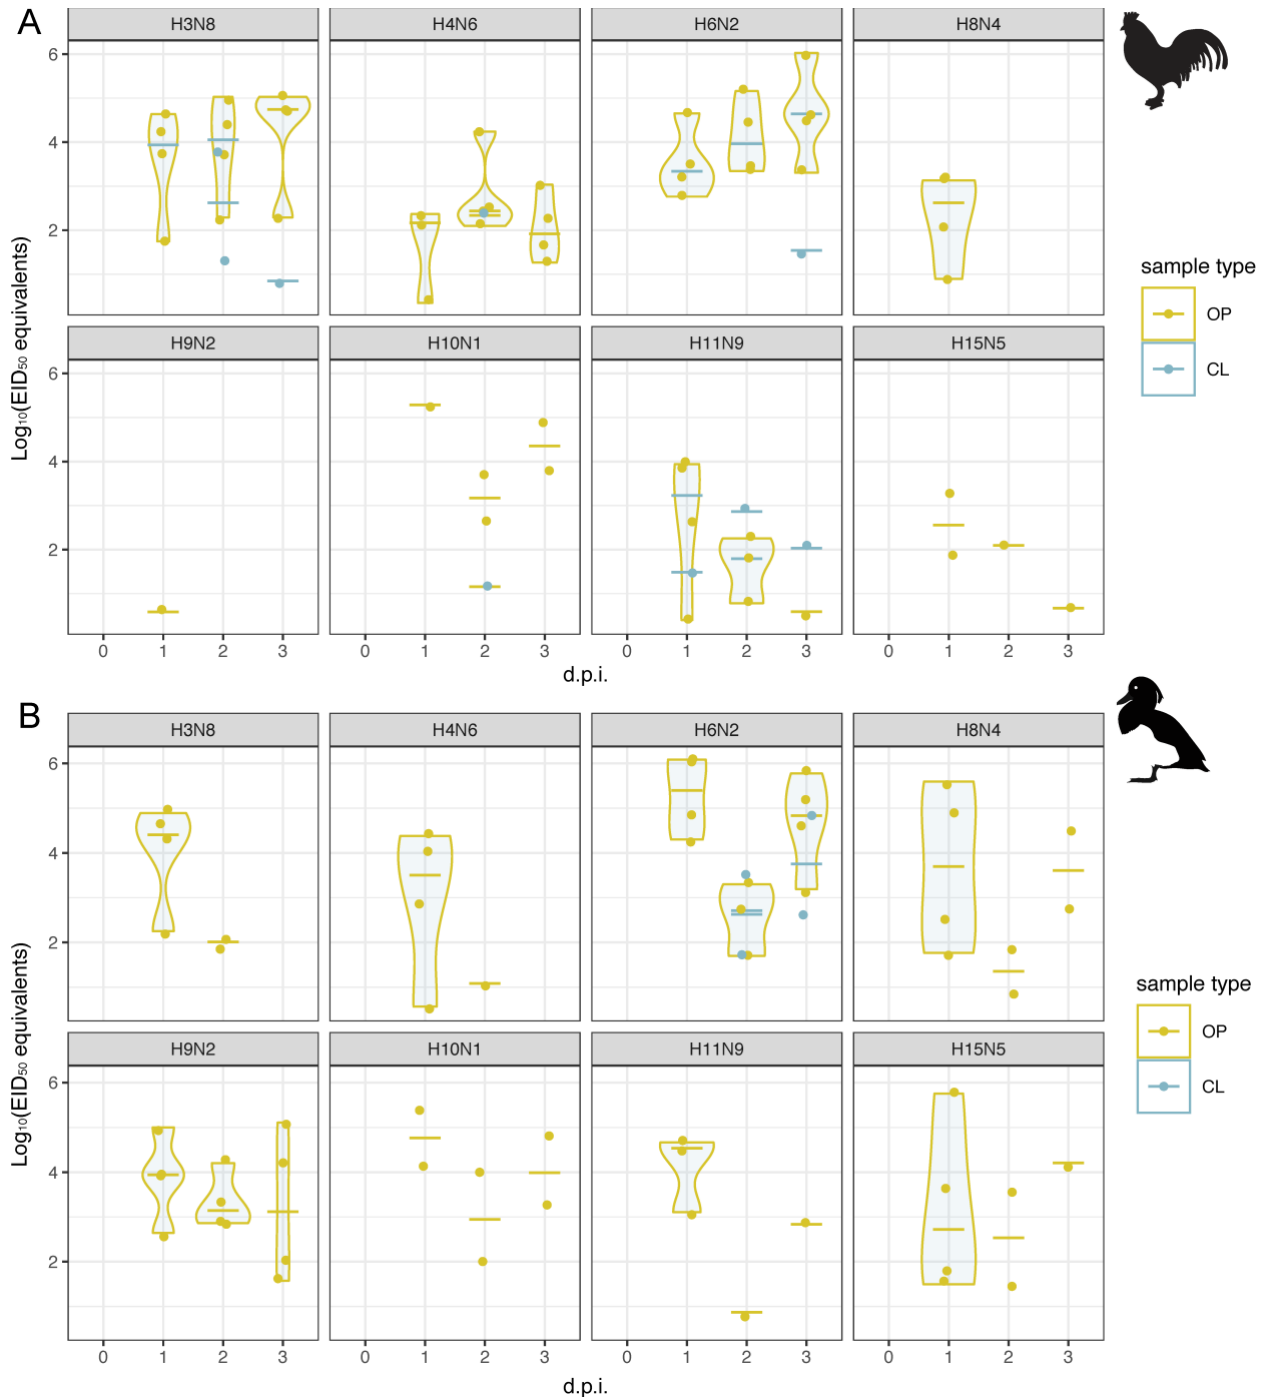 A
H3N8 H4N6 H6N2 H8N4
6
4
2
H9N2 H10N1 H11N9 H15N5
6
4
2
0 1 2 3 0 1 2 3 0 1 2 3 0 1 2 3
Log₁₀(EID₅₀ equivalents)
d.p.i.
sample type
OP
CL
B
H3N8 H4N6 H6N2 H8N4
6
4
2
H9N2 H10N1 H11N9 H15N5
6
4
2
0 1 2 3 0 1 2 3 0 1 2 3 0 1 2 3
Log₁₀(EID₅₀ equivalents)
d.p.i.
sample type
OP
CL